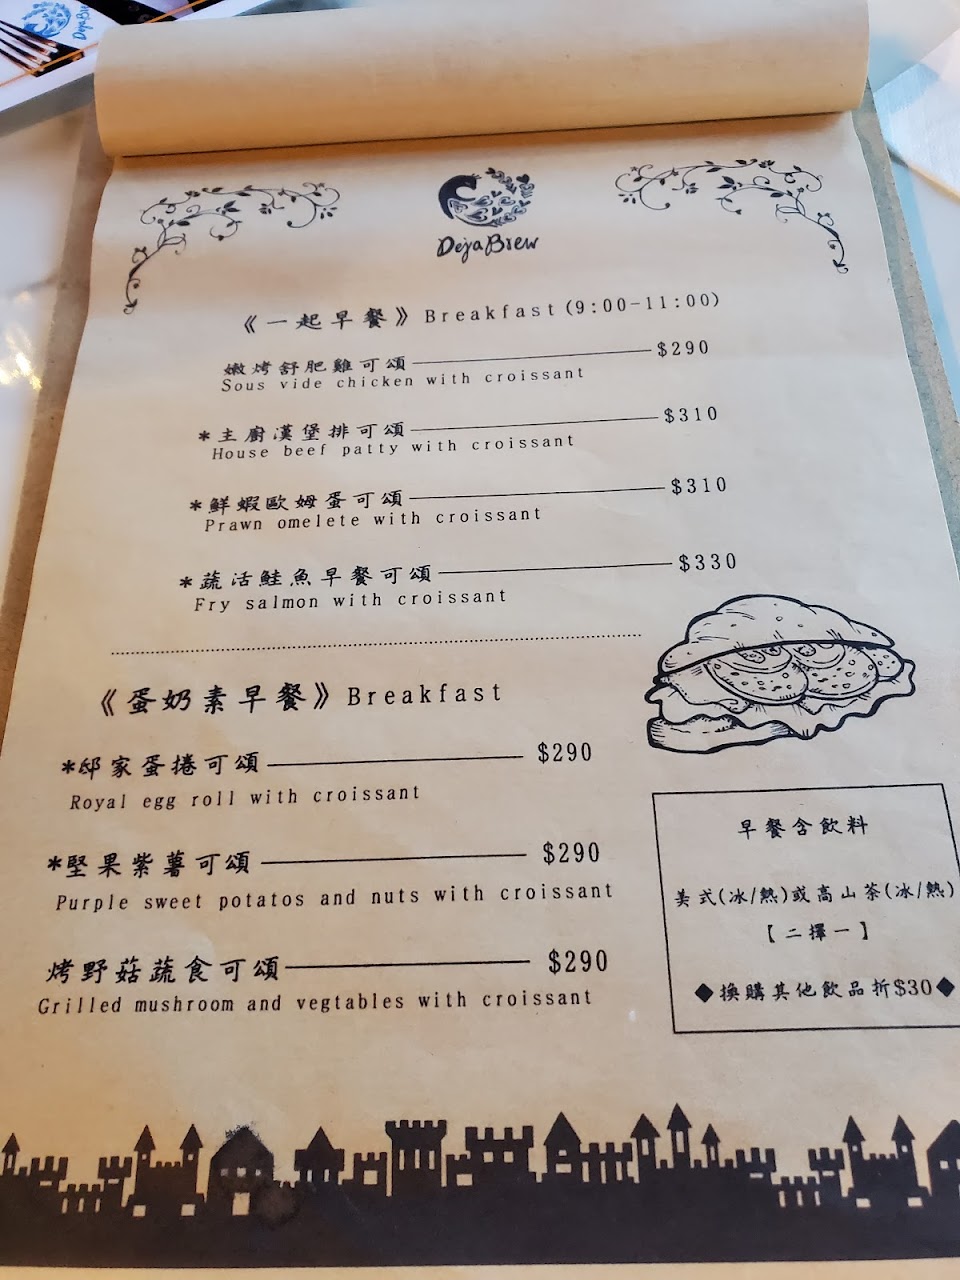 DejaBrew
《一起早餐》Breakfast(9:00-11:00)
嫩烤舒肥雞可頌 $290
Sous vide chicken with croissant
*主廚漢堡排可頌 $310
House beef patty with croissant
*鮮蝦歐姆蛋可頌 $310
Prawn omelete with croissant
*蔬活鮭魚早餐可頌 $330
Fry salmon with croissant
《蛋奶素早餐》Breakfast
*邸家蛋捲可頌 $290
Royal egg roll with croissant
*堅果紫薯可頌 $290
Purple sweet potatos and nuts with croissant
烤野菇蔬食可頌 $290
Grilled mushroom and vegtables with croissant
早餐含飲料
美式(冰/熱)或高山茶(冰/熱)
【二擇一】
◆換購其他飲品折$30◆